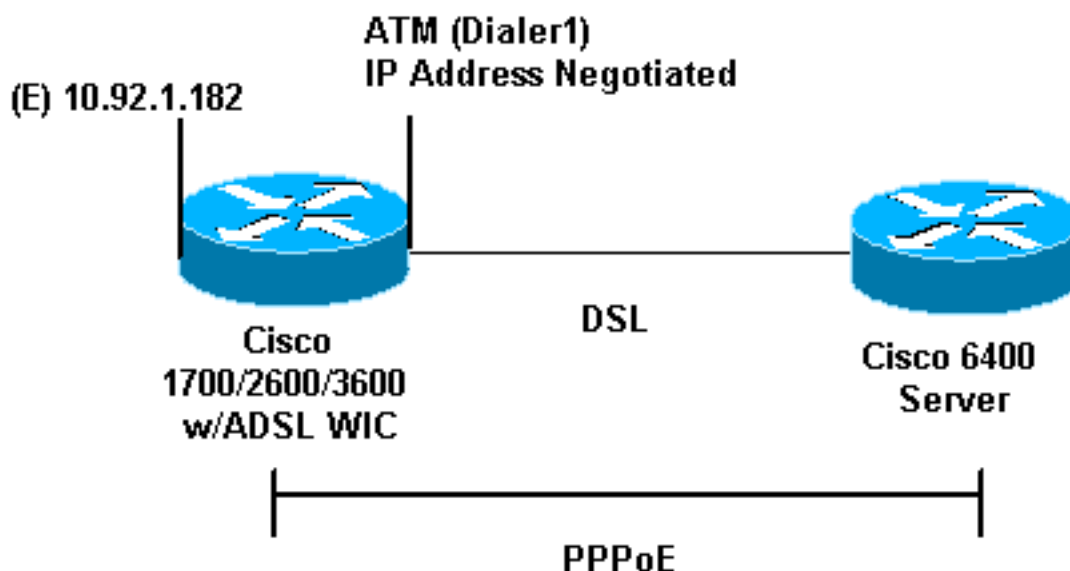 ATM (Dialer1)
IP Address Negotiated
(E) 10.92.1.182
DSL
Cisco
1700/2600/3600
w/ADSL WIC
Cisco 6400
Server
PPPoE